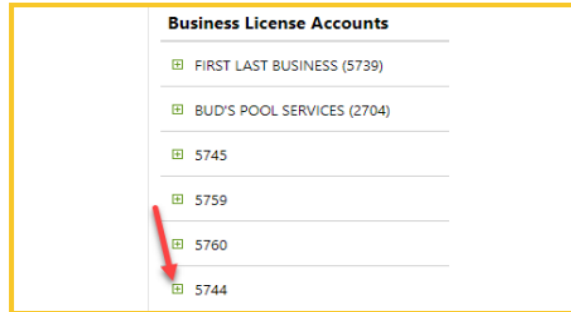 Business License Accounts
FIRST LAST BUSINESS (5739)
BUD'S POOL SERVICES (2704)
5745
5759
5760
5744